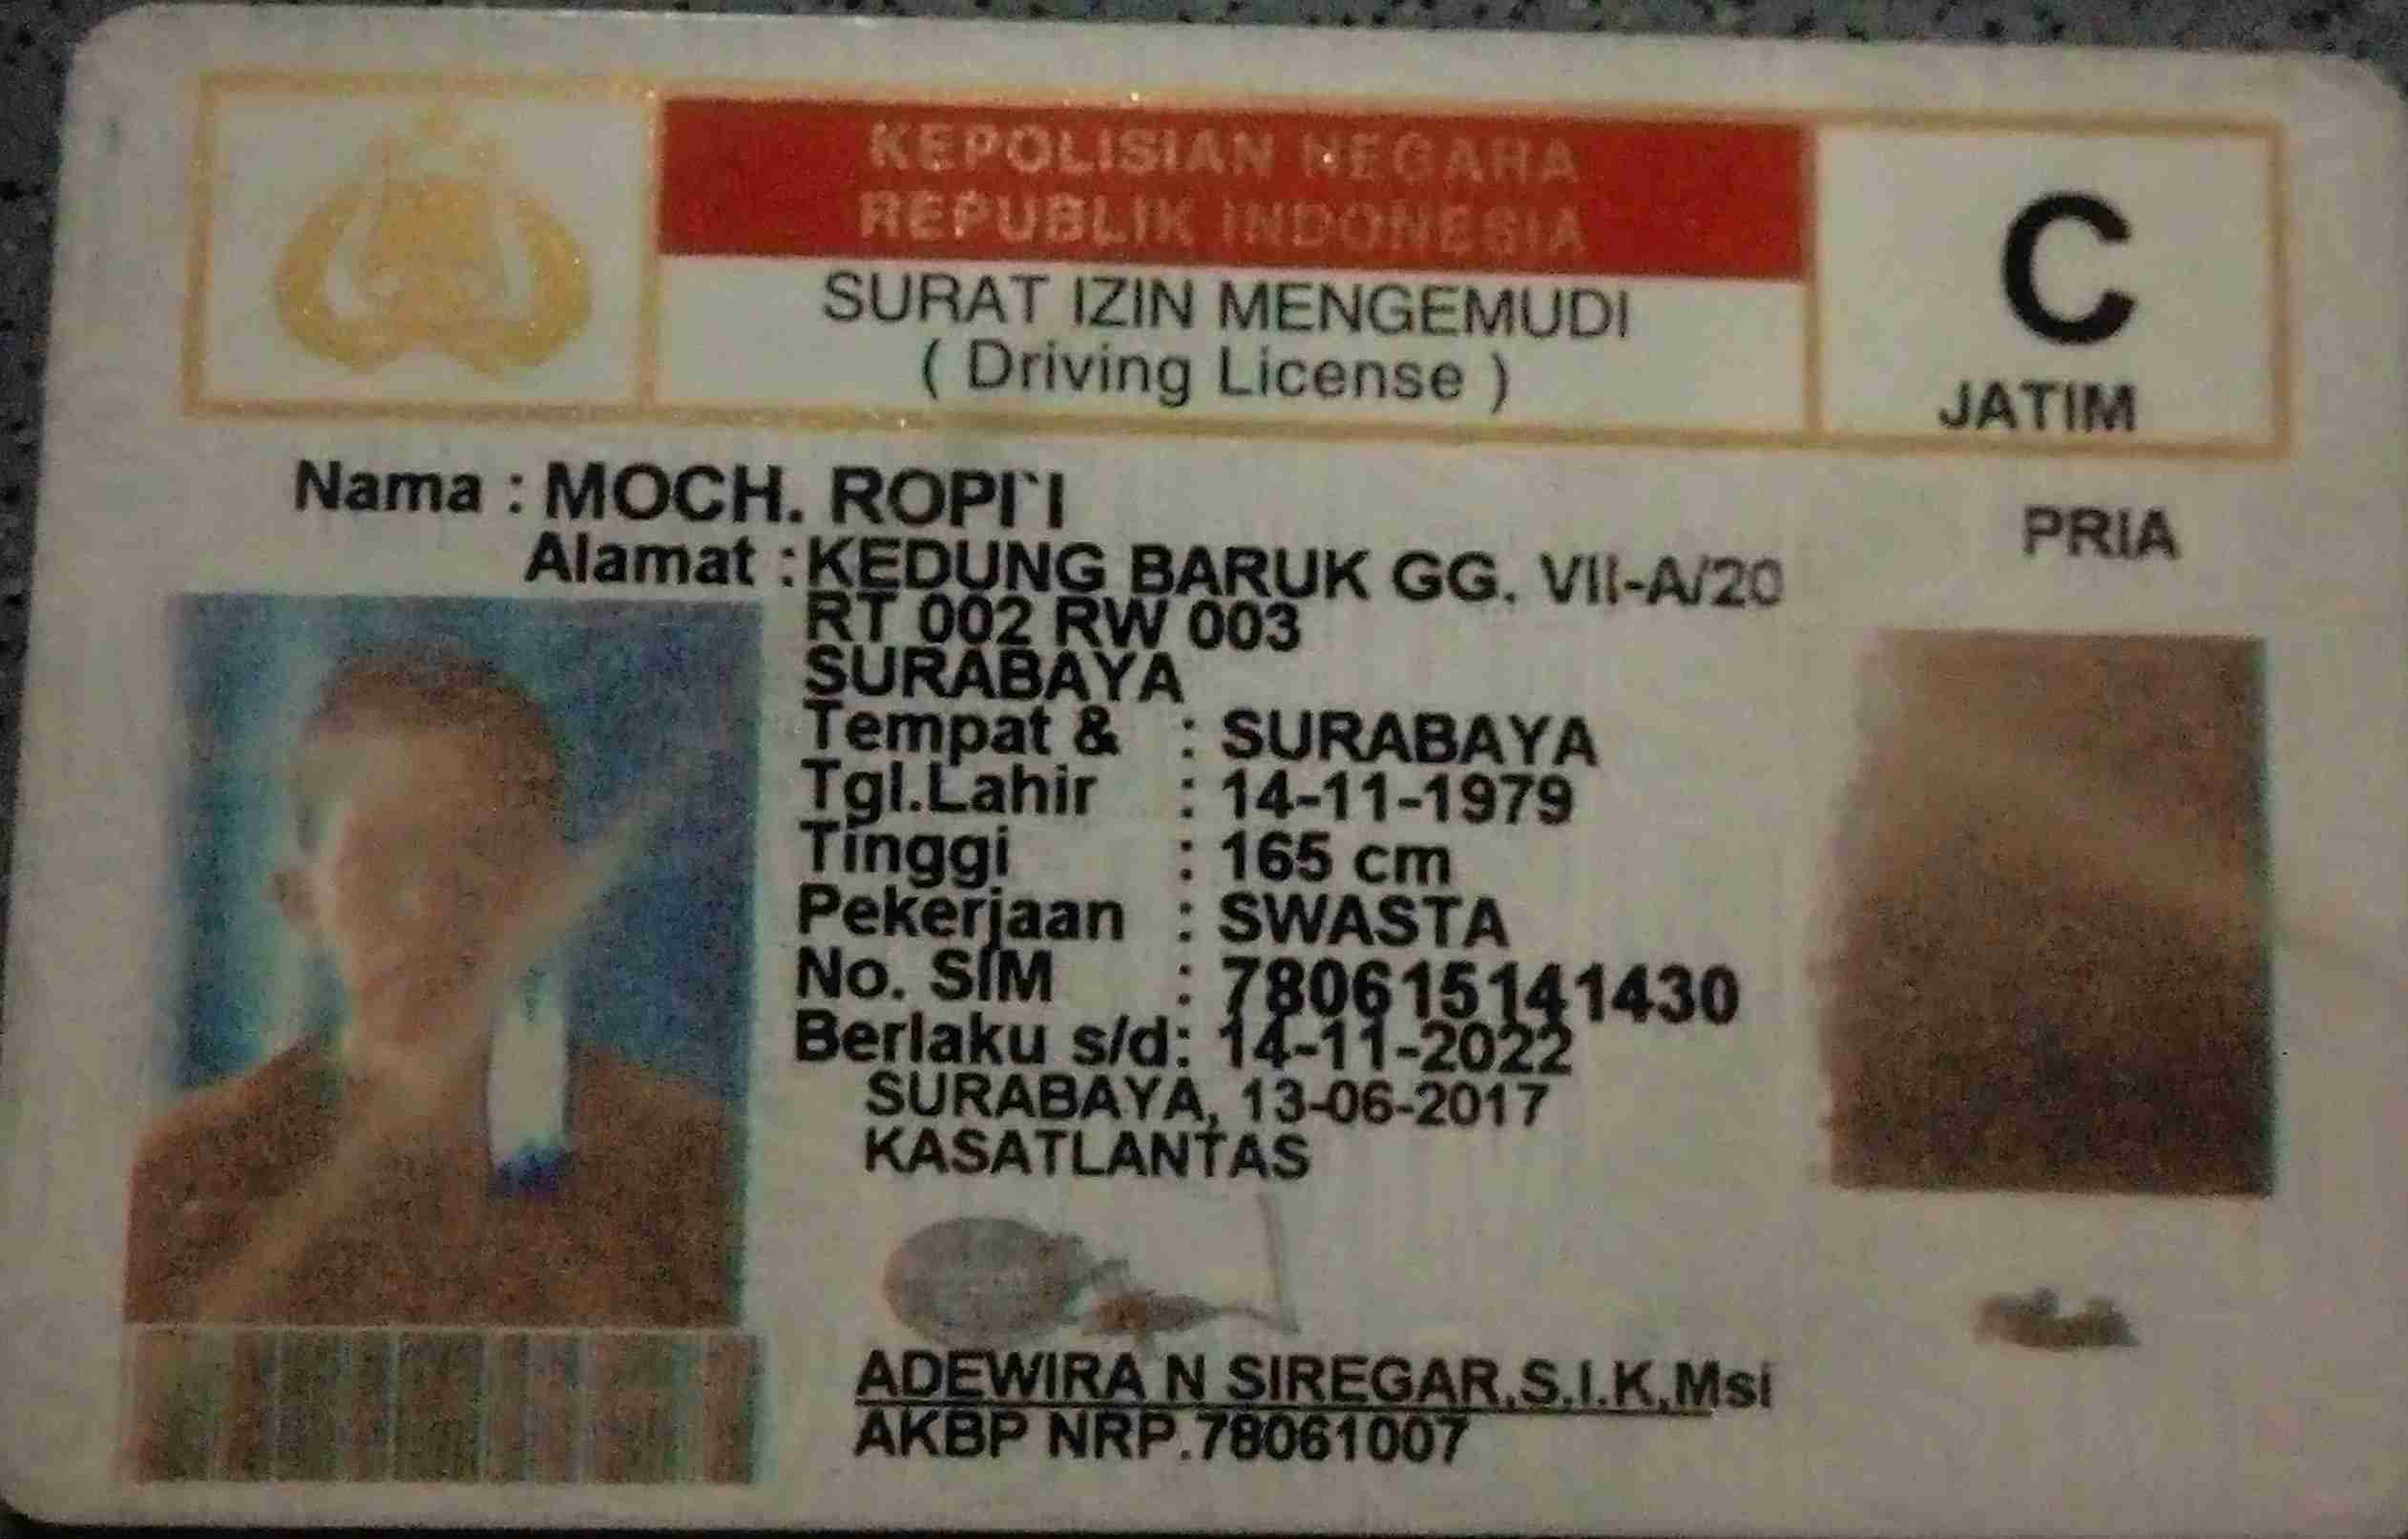 KEPOLISIAN NEGARA
REPUBLIK INDONESIA
SURAT IZIN MENGEMUDI
( Driving License )
C
JATIM
Nama : MOCH. ROPI`I
PRIA
Alamat : KEDUNG BARUK GG. VII-A/20
RT 002 RW 003
SURABAYA
Tempat & : SURABAYA
Tgl.Lahir : 14-11-1979
Tinggi : 165 cm
Pekerjaan : SWASTA
No. SIM : 780615141430
Berlaku s/d: 14-11-2022
SURABAYA, 13-06-2017
KASATLANTAS
ADEWIRA N SIREGAR,S.I.K,Msi
AKBP NRP.78061007